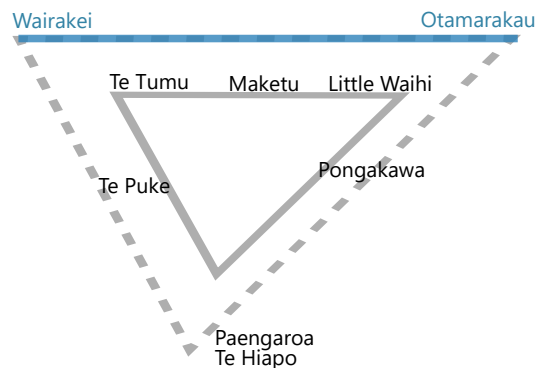 Wairakei
Otamarakau
Te Tumu
Maketu
Little Waihi
Te Puke
Pongakawa
Paengaroa
Te Hiapo